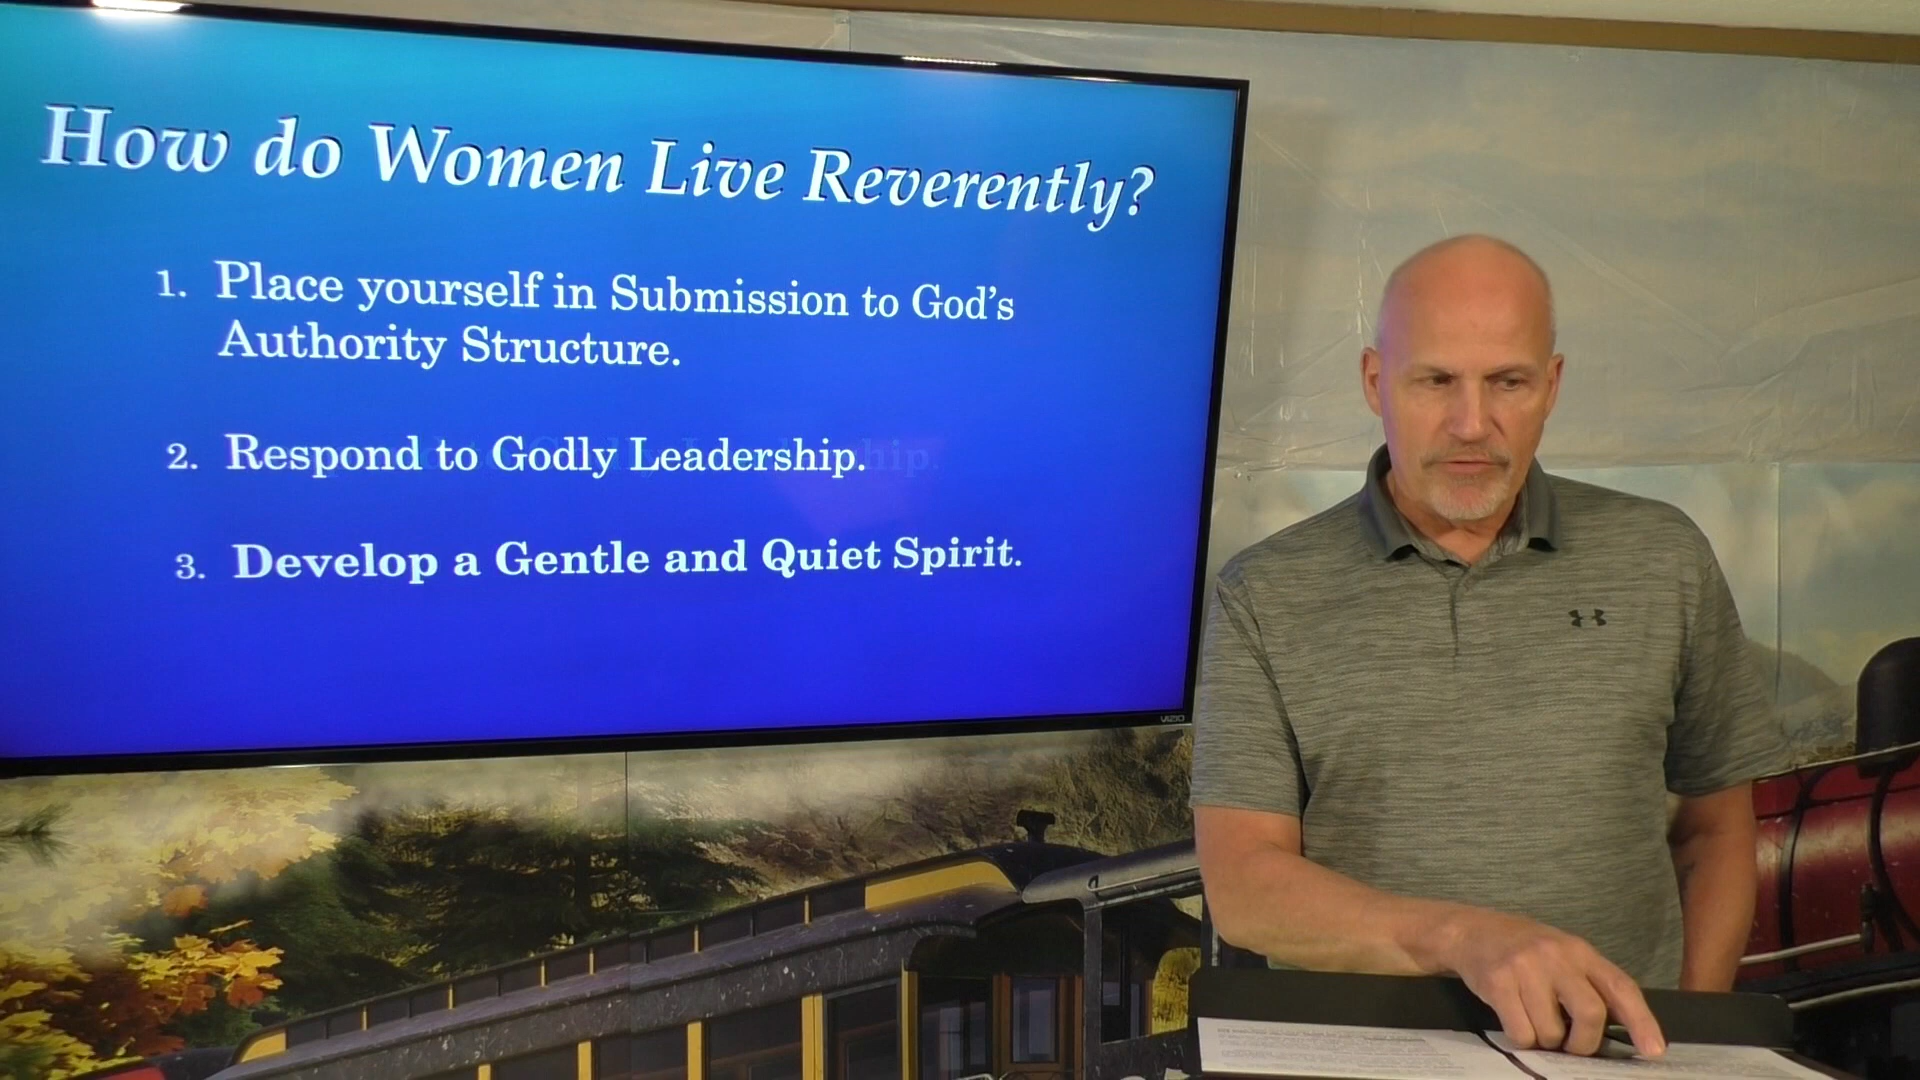 How do Women Live Reverently?
1. Place yourself in Submission to God's
Authority Structure.
2. Respond to Godly Leadership.
3. Develop a Gentle and Quiet Spirit.
VIZIO